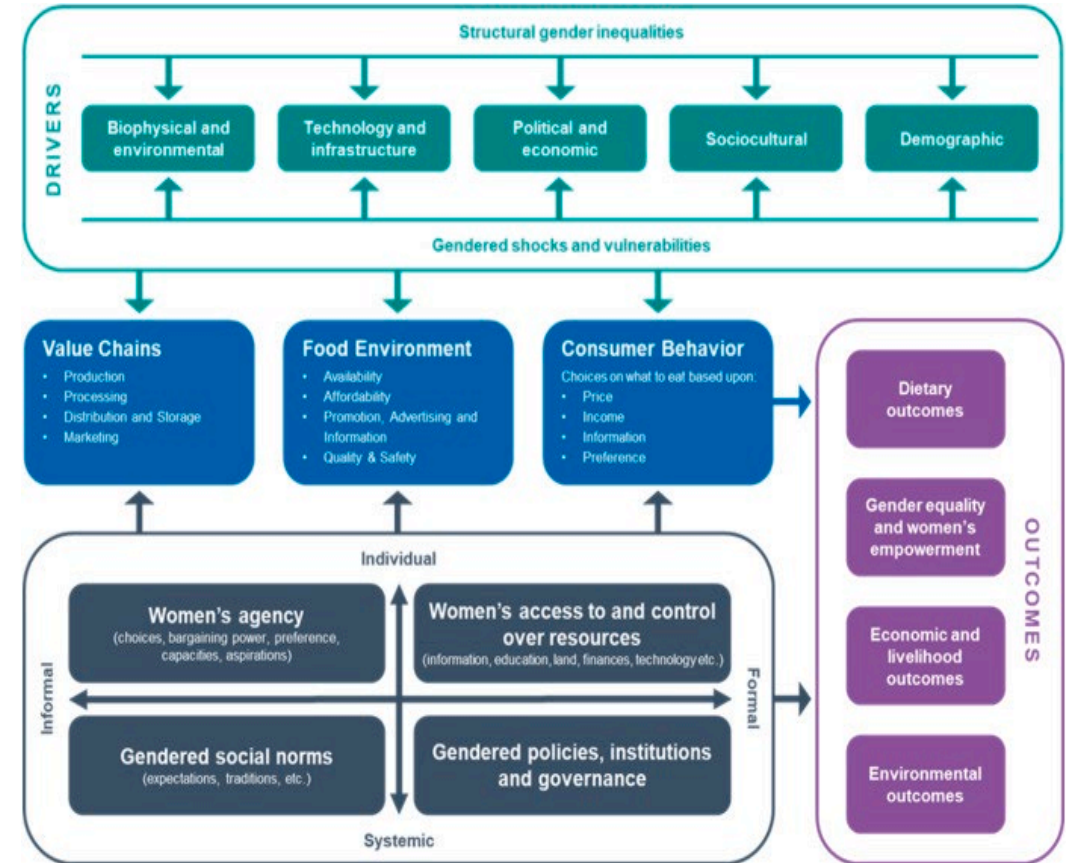 Structural gender inequalities
DRIVERS
Biophysical and
environmental
Technology and
infrastructure
Political and
economic
Sociocultural
Demographic
Gendered shocks and vulnerabilities
Value Chains
• Production
• Processing
• Distribution and Storage
• Marketing
Food Environment
• Availability
• Affordability
• Promotion, Advertising and
Information
• Quality & Safety
Consumer Behavior
Choices on what to eat based upon:
• Price
• Income
• Information
• Preference
Individual
Informal
Women's agency
(choices, bargaining power, preference,
capacities, aspirations)
Women's access to and control
over resources
(information, education, land, finances, technology etc.)
Formal
Gendered social norms
(expectations, traditions, etc.)
Gendered policies, institutions
and governance
Systemic
OUTCOMES
Dietary
outcomes
Gender equality
and women's
empowerment
Economic and
livelihood
outcomes
Environmental
outcomes